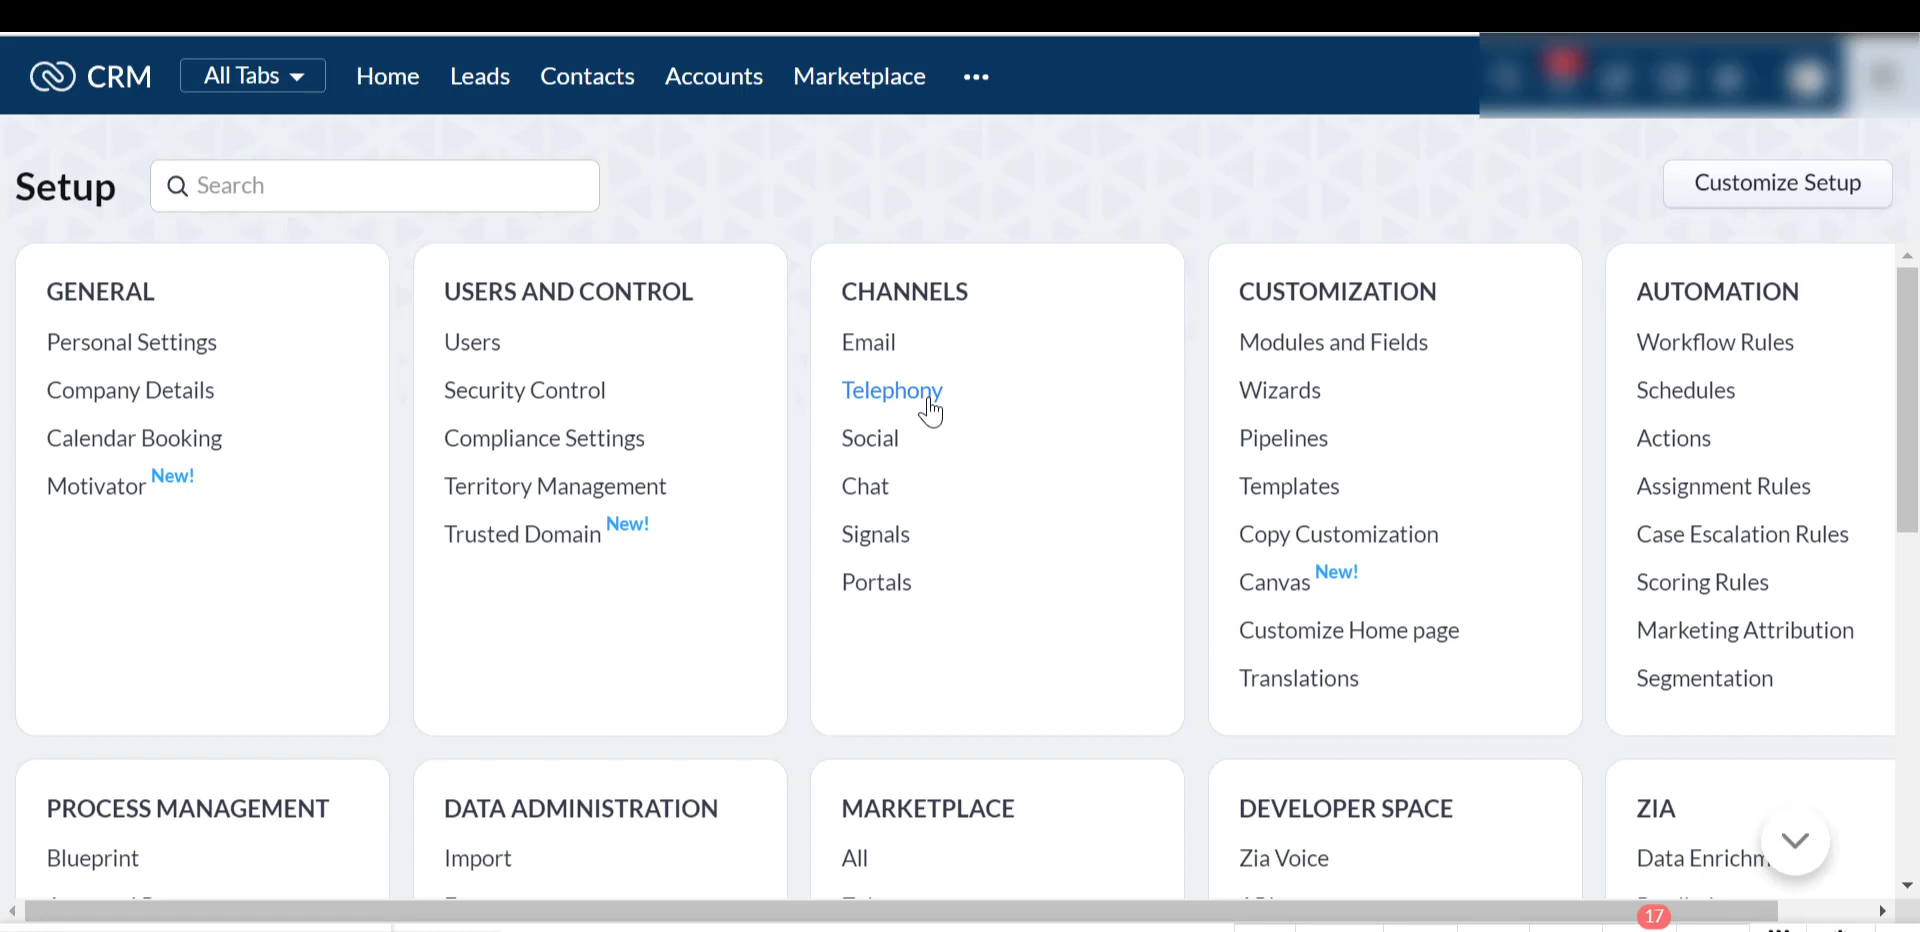 CRM All Tabs Home Leads Contacts Accounts Marketplace •••
Setup Search Customize Setup
GENERAL
Personal Settings
Company Details
Calendar Booking
Motivator New!
USERS AND CONTROL
Users
Security Control
Compliance Settings
Territory Management
Trusted Domain New!
CHANNELS
Email
Telephony
Social
Chat
Signals
Portals
CUSTOMIZATION
Modules and Fields
Wizards
Pipelines
Templates
Copy Customization
Canvas New!
Customize Home page
Translations
AUTOMATION
Workflow Rules
Schedules
Actions
Assignment Rules
Case Escalation Rules
Scoring Rules
Marketing Attribution
Segmentation
PROCESS MANAGEMENT
Blueprint
DATA ADMINISTRATION
Import
MARKETPLACE
All
DEVELOPER SPACE
Zia Voice
ZIA
Data Enrichm
17